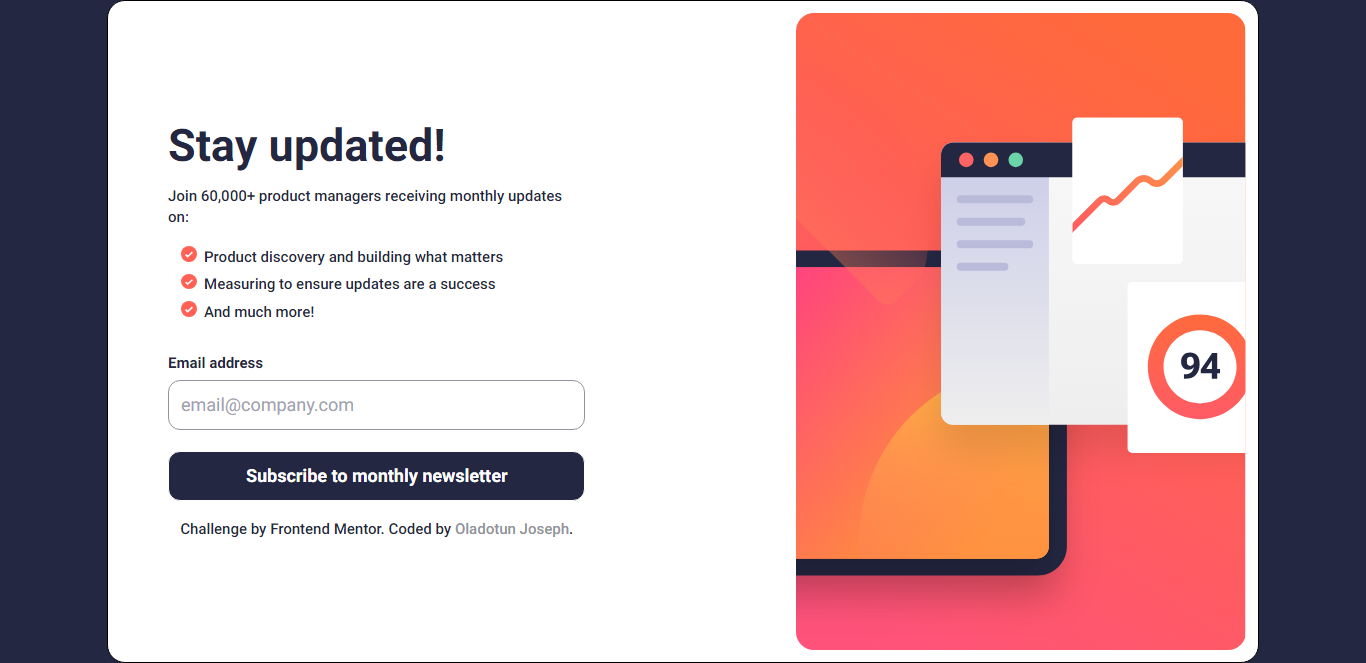 Stay updated!
Join 60,000+ product managers receiving monthly updates
on:
Product discovery and building what matters
Measuring to ensure updates are a success
And much more!
Email address
email@company.com
Subscribe to monthly newsletter
Challenge by Frontend Mentor. Coded by Oladotun Joseph.
94